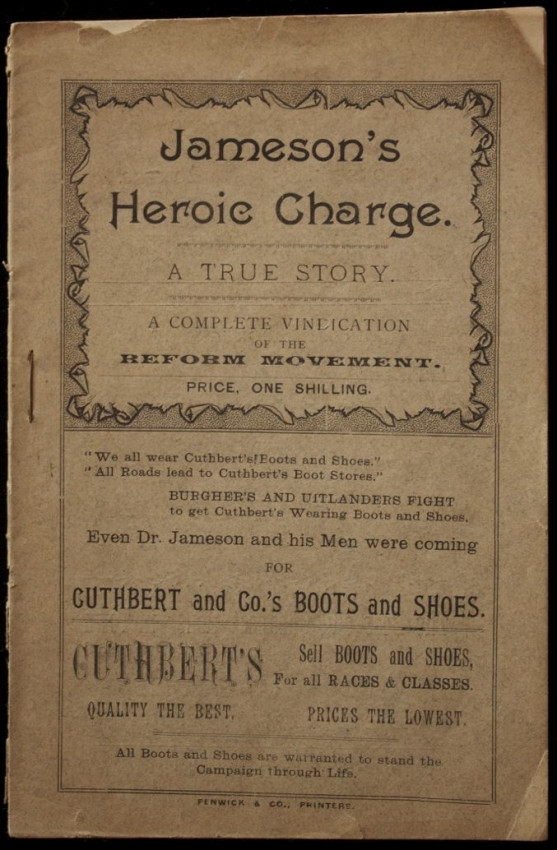 Jameson's
Heroic Charge.
A TRUE STORY.
A COMPLETE VINDICATION
OF THE
REFORM MOVEMENT.
PRICE, ONE SHILLING.
"We all wear Cuthbert's Boots and Shoes."
"All Roads lead to Cuthbert's Boot Stores."
BURGHER'S AND UITLANDERS FIGHT
to get Cuthbert's Wearing Boots and Shoes.
Even Dr. Jameson and his Men were coming
FOR
CUTHBERT and Co.'s BOOTS and SHOES.
CUTHBERT'S
Sell BOOTS and SHOES,
For all RACES & CLASSES.
QUALITY THE BEST.
PRICES THE LOWEST.
All Boots and Shoes are warranted to stand the
Campaign through Life.
FENWICK & CO., PRINTERS.